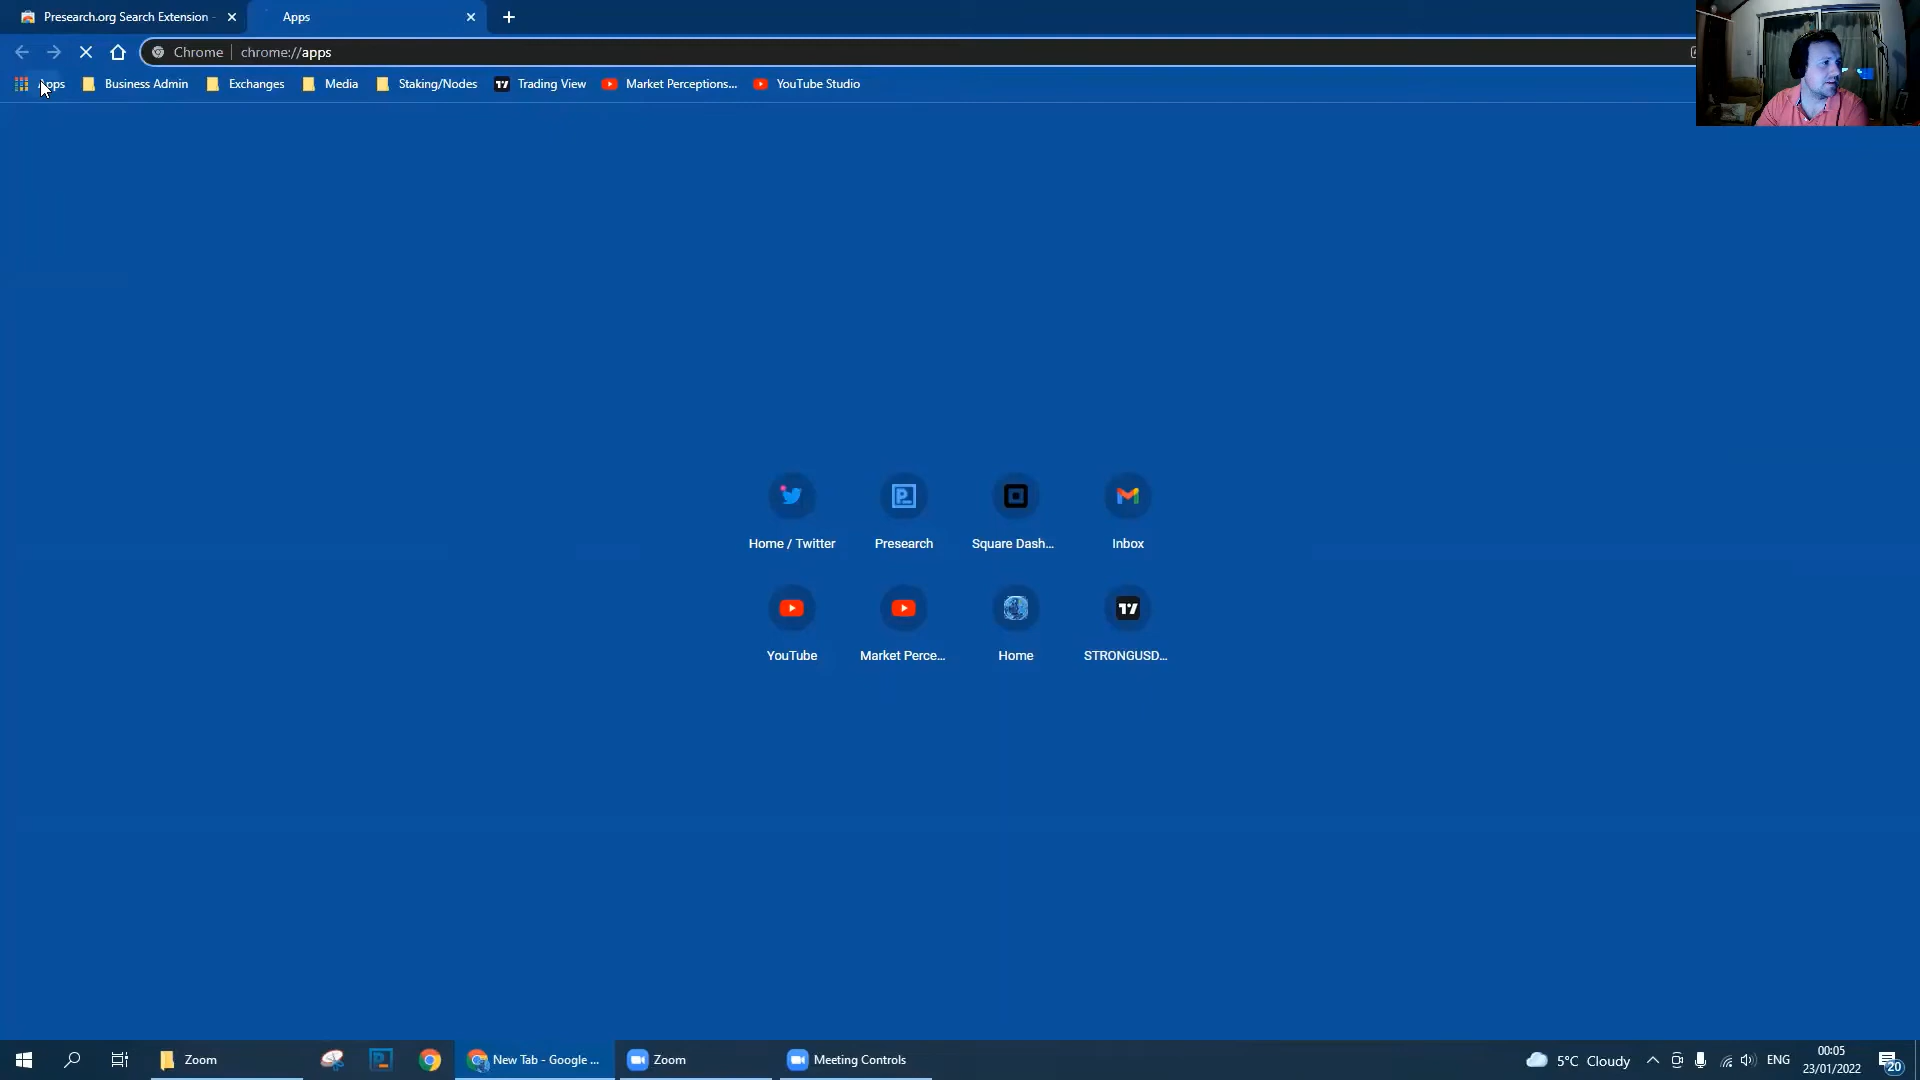 Presearch.org Search Extension
Apps
Chrome
chrome://apps
Apps
Business Admin
Exchanges
Media
Staking/Nodes
Trading View
Market Perceptions...
YouTube Studio
Home / Twitter
Presearch
Square Dash...
Inbox
YouTube
Market Perce...
Home
STRONGUSD...
Zoom
New Tab - Google ...
Zoom
Meeting Controls
5°C Cloudy
ENG
00:05
23/01/2022
20